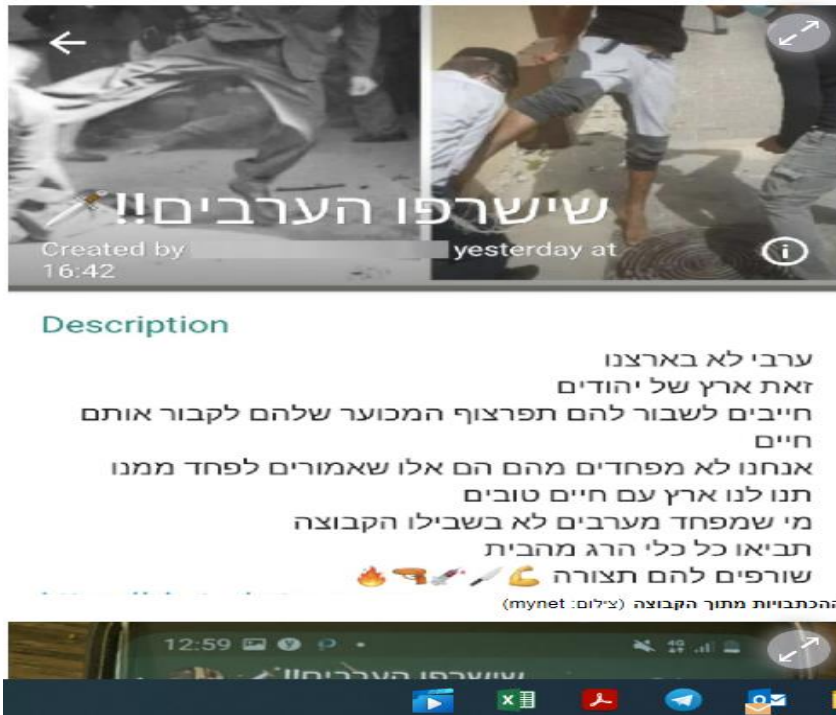 שישרפו הערבים!!
Created by yesterday at
16:42
Description
ערבי לא בארצנו
זאת ארץ של יהודים
חייבים לשבור להם תפרצוף המכוער שלהם לקבור אותם
חיים
אנחנו לא מפחדים מהם הם אלו שאמורים לפחד ממנו
תנו לנו ארץ עם חיים טובים
מי שמפחד מערבים לא בשבילו הקבוצה
תביאו כל כלי הרג מהבית
שורפים להם תצורה 💪🔪💉🔫🔥
ההכתבויות מתוך הקבוצה (צילום: mynet)
12:59
שישרפו הערבים!!